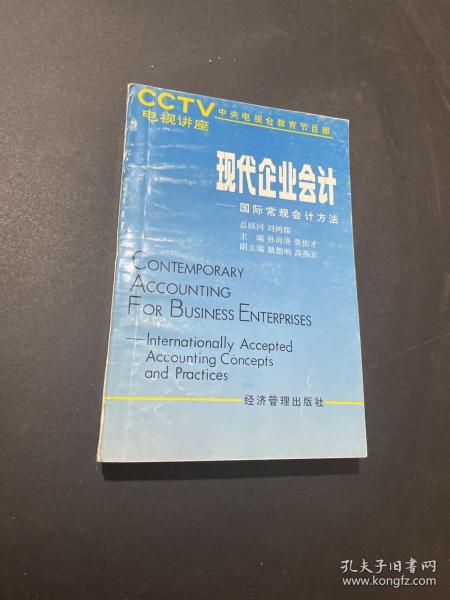 CCTV 中央电视台教育节目部
电视讲座
现代企业会计
——国际常规会计方法
总顾问 刘鸿儒
主 编 孙尚清 张佑才
副主编 戴德明 高燕京
CONTEMPORARY
ACCOUNTING
FOR BUSINESS ENTERPRISES
—Internationally Accepted
Accounting Concepts
and Practices
经济管理出版社
孔夫子旧书网
www.kongfz.com